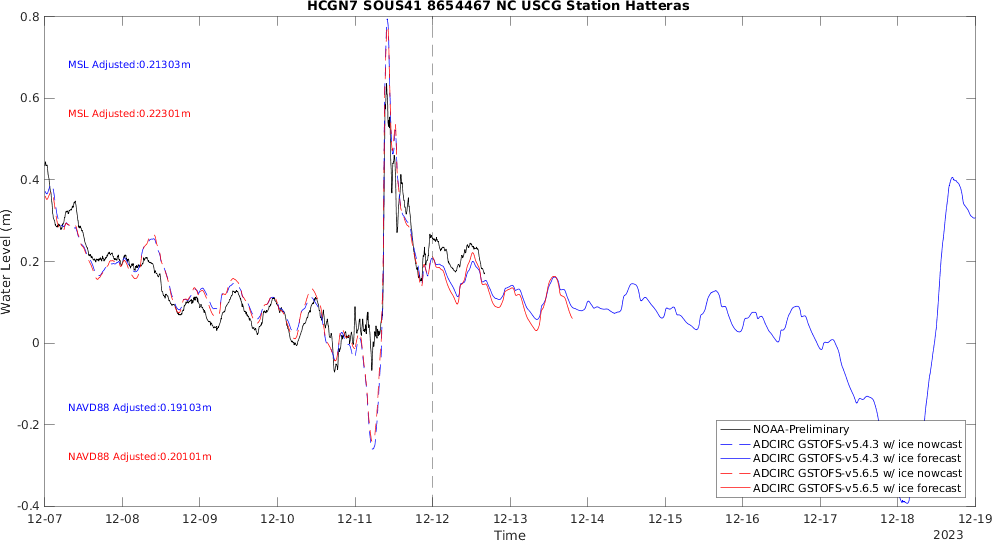 HCGN7 SOUS41 8654467 NC USCG Station Hatteras
0.8
0.6
0.4
0.2
0
-0.2
-0.4
Water Level (m)
MSL Adjusted:0.21303m
MSL Adjusted:0.22301m
NAVD88 Adjusted:0.19103m
NAVD88 Adjusted:0.20101m
NOAA-Preliminary
ADCIRC GSTOFS-v5.4.3 w/ ice nowcast
ADCIRC GSTOFS-v5.4.3 w/ ice forecast
ADCIRC GSTOFS-v5.6.5 w/ ice nowcast
ADCIRC GSTOFS-v5.6.5 w/ ice forecast
12-07 12-08 12-09 12-10 12-11 12-12 12-13 12-14 12-15 12-16 12-17 12-18 12-19
Time
2023